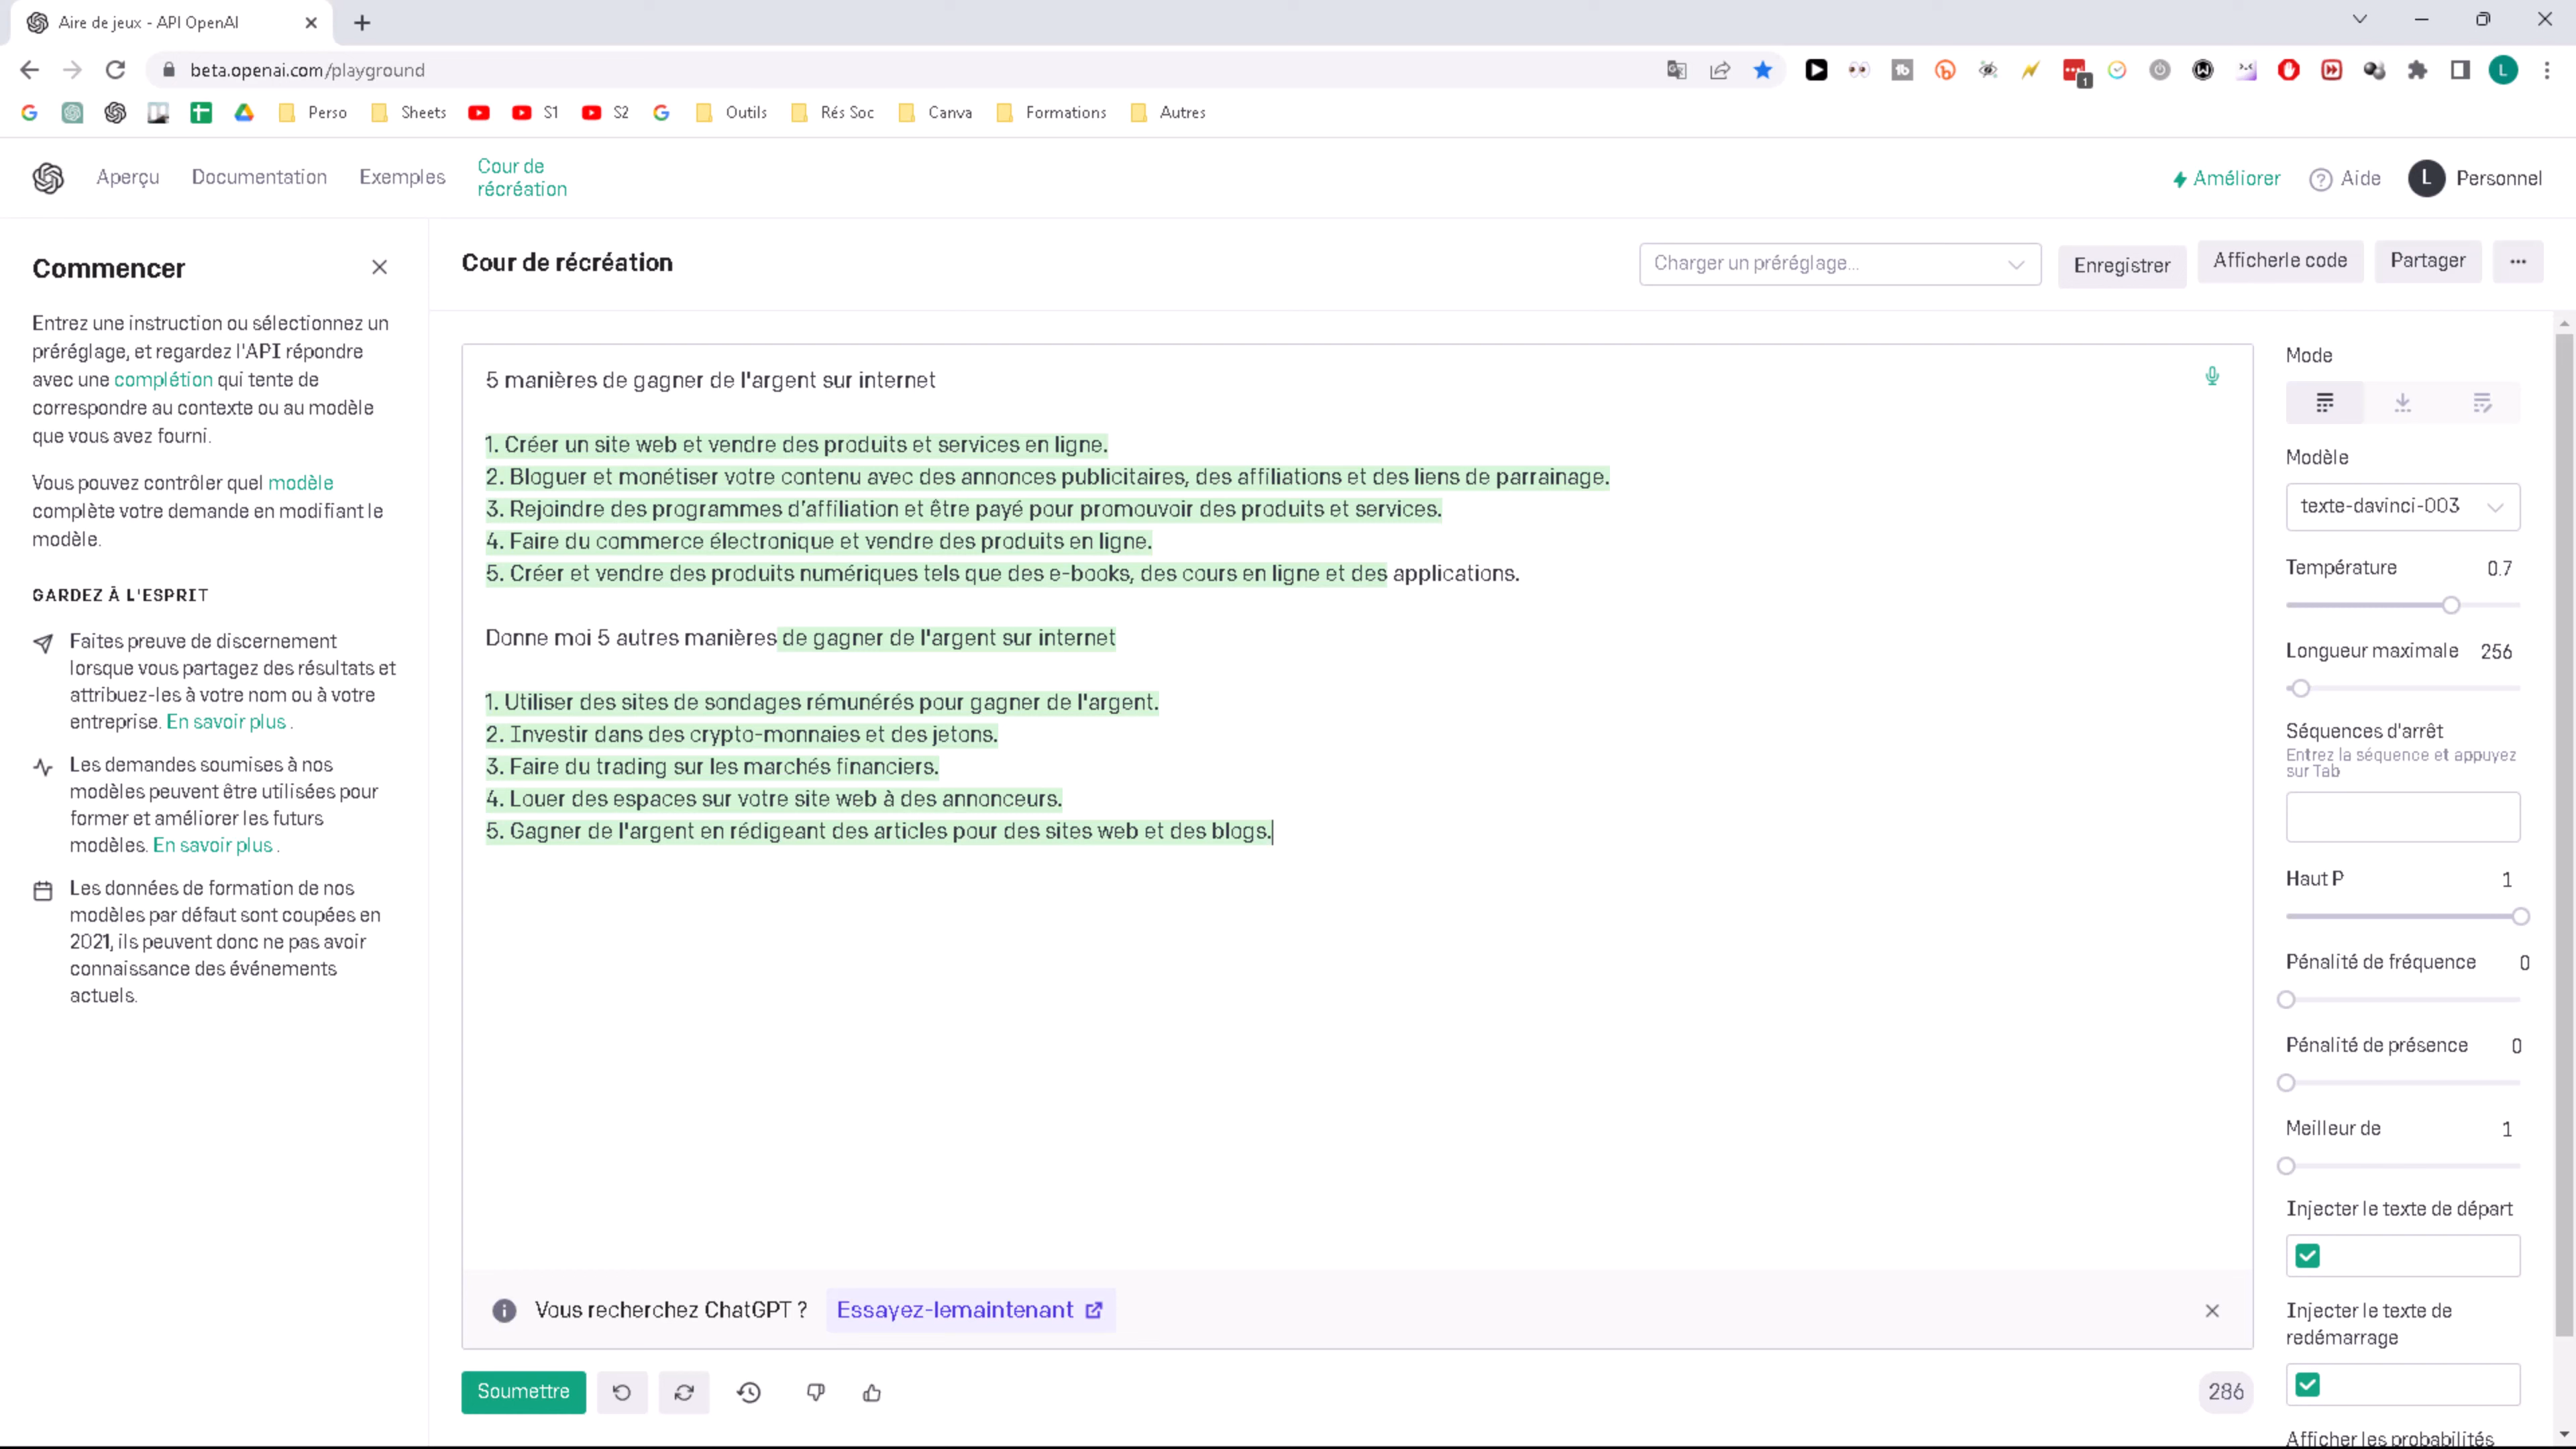 Aire de jeux - API OpenAI
beta.openai.com/playground
1
L
Perso
Sheets
S1
S2
Outils
Rés Soc
Canva
Formations
Autres
Aperçu
Documentation
Exemples
Cour de
récréation
Améliorer
Aide
L
Personnel
Commencer
Entrez une instruction ou sélectionnez un
préréglage, et regardez l'API répondre
avec une complétion qui tente de
correspondre au contexte ou au modèle
que vous avez fourni.
Vous pouvez contrôler quel modèle
complète votre demande en modifiant le
modèle.
GARDEZ À L'ESPRIT
Faites preuve de discernement
lorsque vous partagez des résultats et
attribuez-les à votre nom ou à votre
entreprise. En savoir plus .
Les demandes soumises à nos
modèles peuvent être utilisées pour
former et améliorer les futurs
modèles. En savoir plus .
Les données de formation de nos
modèles par défaut sont coupées en
2021, ils peuvent donc ne pas avoir
connaissance des événements
actuels.
Cour de récréation
Charger un préréglage...
Enregistrer
Afficherle code
Partager
5 manières de gagner de l'argent sur internet
1. Créer un site web et vendre des produits et services en ligne.
2. Bloguer et monétiser votre contenu avec des annonces publicitaires, des affiliations et des liens de parrainage.
3. Rejoindre des programmes d'affiliation et être payé pour promouvoir des produits et services.
4. Faire du commerce électronique et vendre des produits en ligne.
5. Créer et vendre des produits numériques tels que des e-books, des cours en ligne et des applications.
Donne moi 5 autres manières de gagner de l'argent sur internet
1. Utiliser des sites de sondages rémunérés pour gagner de l'argent.
2. Investir dans des crypto-monnaies et des jetons.
3. Faire du trading sur les marchés financiers.
4. Louer des espaces sur votre site web à des annonceurs.
5. Gagner de l'argent en rédigeant des articles pour des sites web et des blogs.
Vous recherchez ChatGPT ?
Essayez-lemaintenant
Soumettre
286
Mode
Modèle
texte-davinci-003
Température 0.7
Longueur maximale 256
Séquences d'arrêt
Entrez la séquence et appuyez
sur Tab
Haut P 1
Pénalité de fréquence 0
Pénalité de présence 0
Meilleur de 1
Injecter le texte de départ
Injecter le texte de
redémarrage
Afficher les probabilités